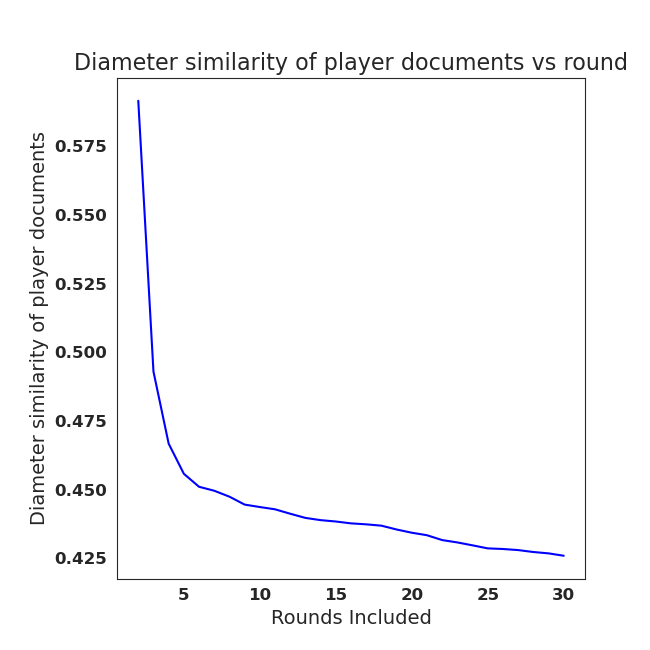 Diameter similarity of player documents vs round
Diameter similarity of player documents
0.575
0.550
0.525
0.500
0.475
0.450
0.425
5 10 15 20 25 30
Rounds Included